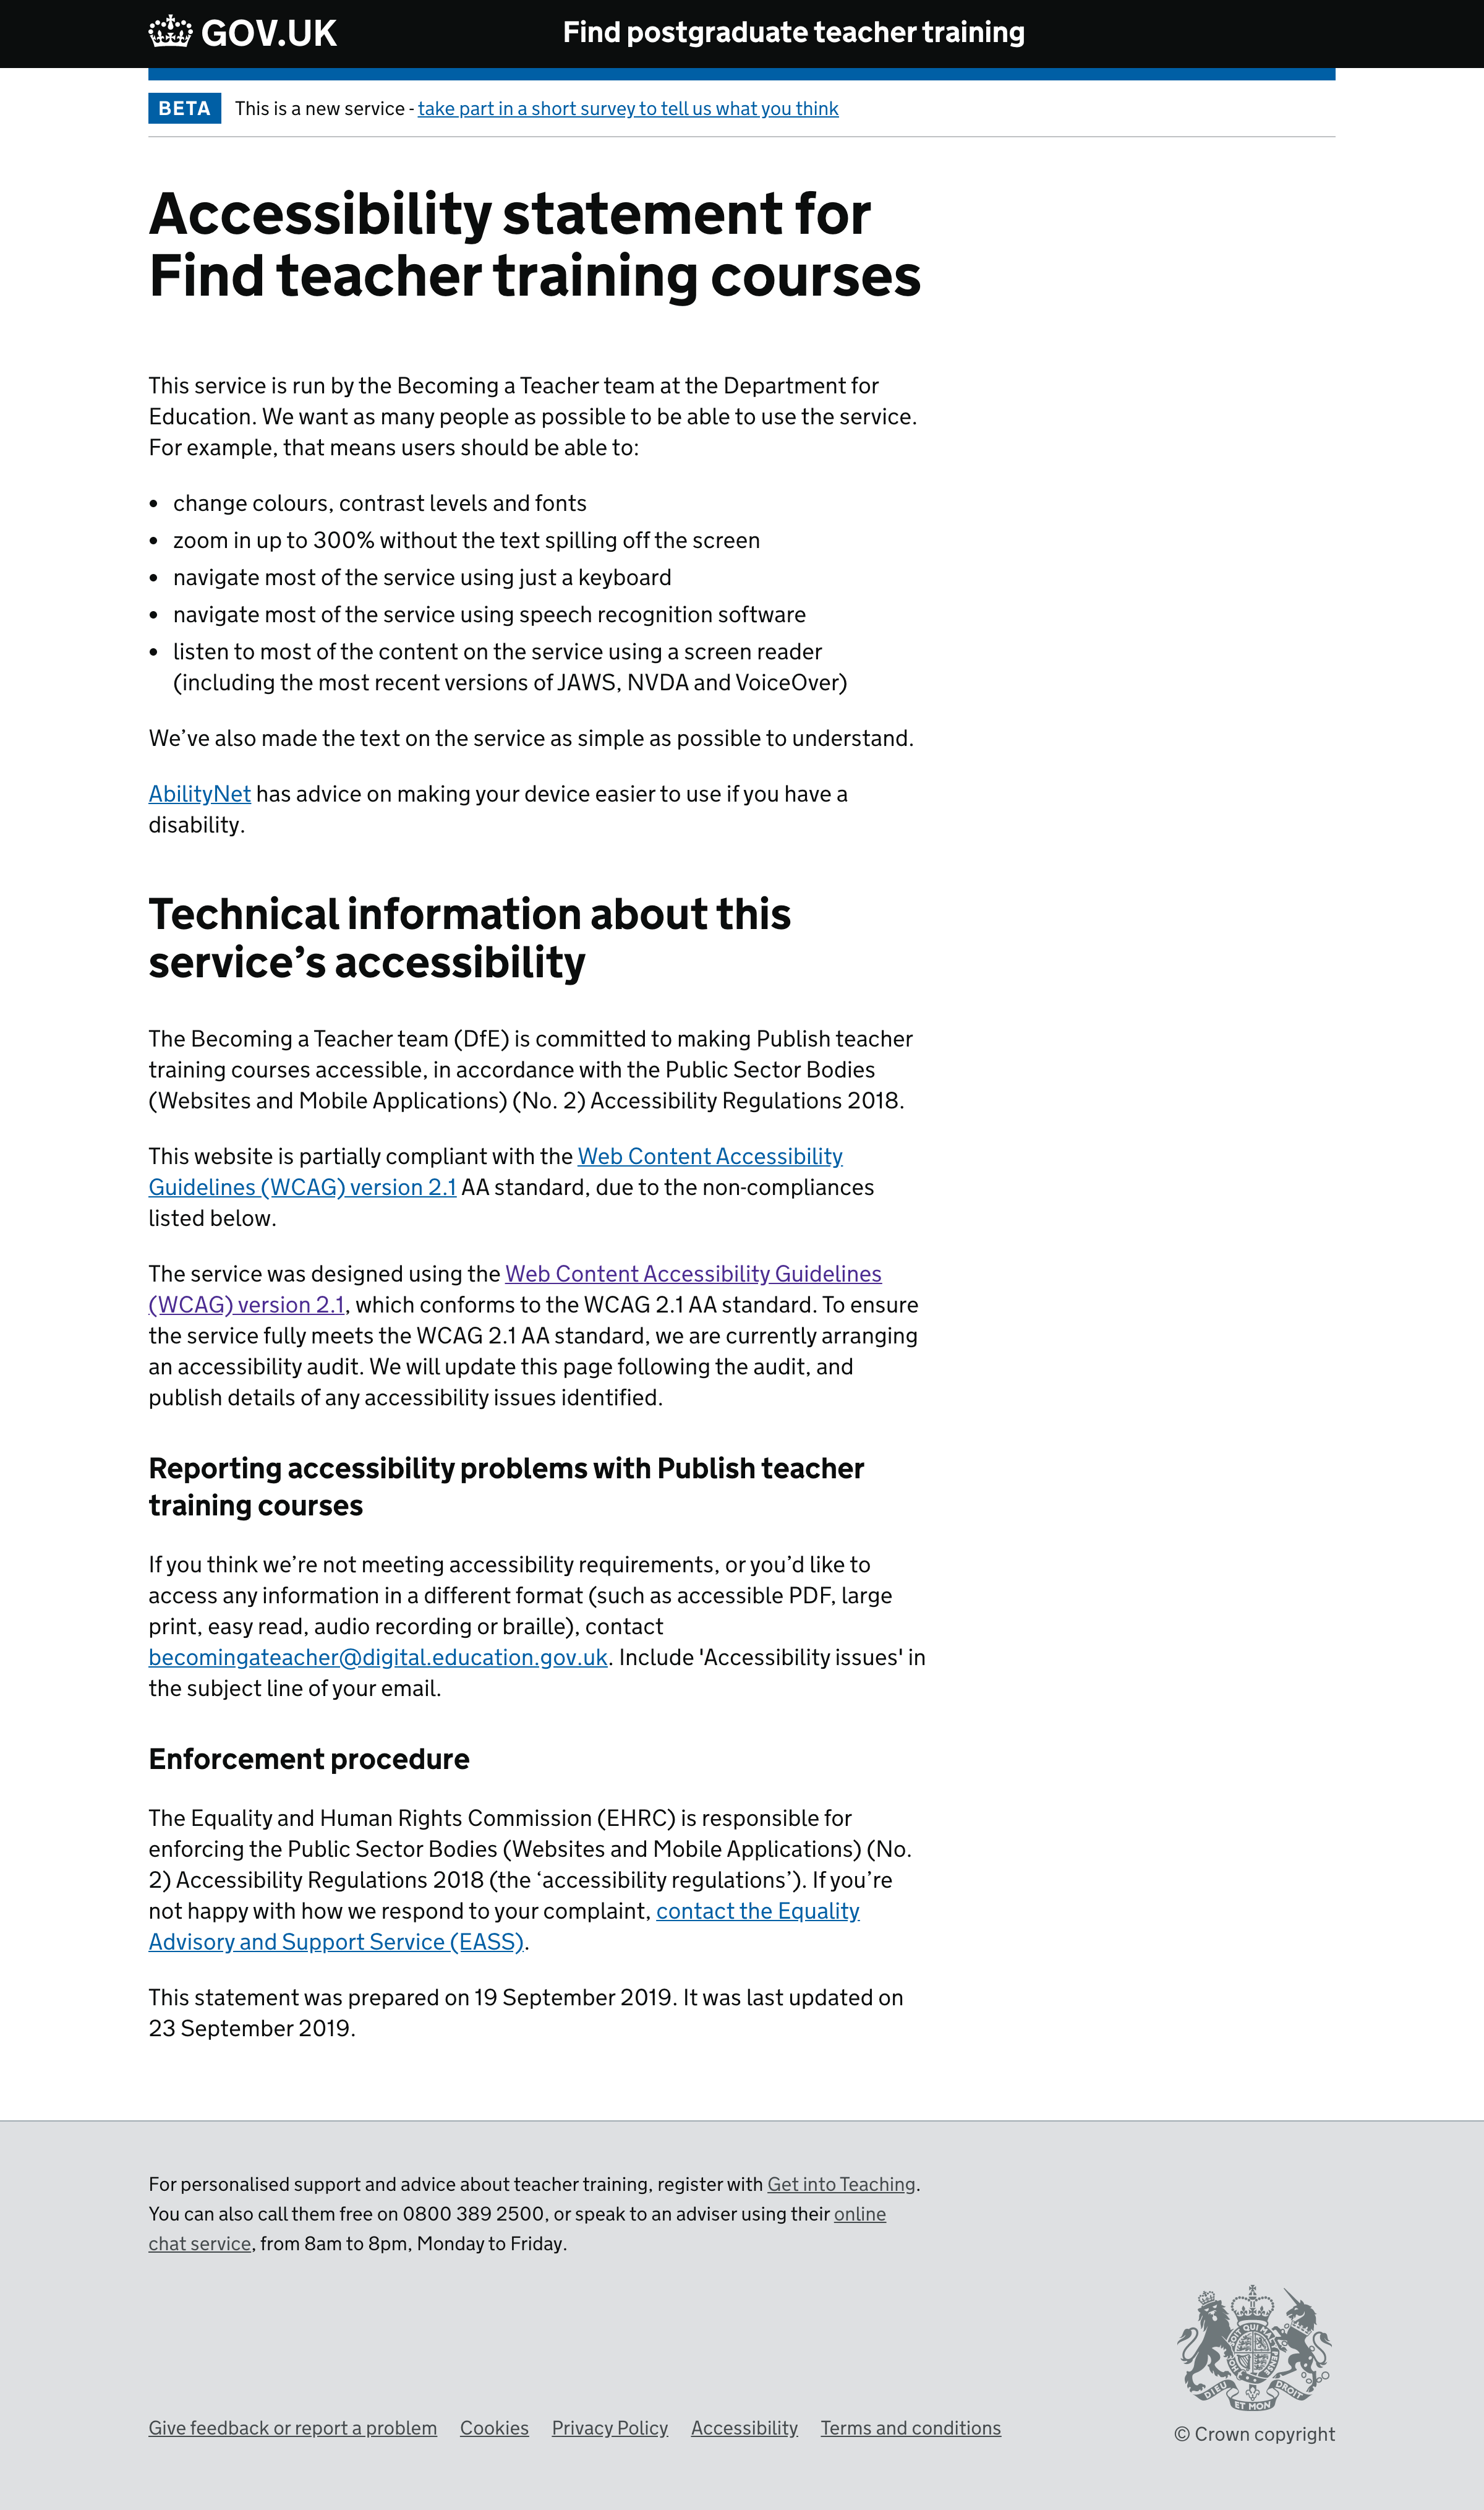 GOV.UK
Find postgraduate teacher training
BETA
This is a new service - take part in a short survey to tell us what you think
Accessibility statement for
Find teacher training courses
This service is run by the Becoming a Teacher team at the Department for
Education. We want as many people as possible to be able to use the service.
For example, that means users should be able to:
• change colours, contrast levels and fonts
• zoom in up to 300% without the text spilling off the screen
• navigate most of the service using just a keyboard
• navigate most of the service using speech recognition software
• listen to most of the content on the service using a screen reader
(including the most recent versions of JAWS, NVDA and VoiceOver)
We’ve also made the text on the service as simple as possible to understand.
AbilityNet has advice on making your device easier to use if you have a
disability.
Technical information about this
service’s accessibility
The Becoming a Teacher team (DfE) is committed to making Publish teacher
training courses accessible, in accordance with the Public Sector Bodies
(Websites and Mobile Applications) (No. 2) Accessibility Regulations 2018.
This website is partially compliant with the Web Content Accessibility
Guidelines (WCAG) version 2.1 AA standard, due to the non-compliances
listed below.
The service was designed using the Web Content Accessibility Guidelines
(WCAG) version 2.1, which conforms to the WCAG 2.1 AA standard. To ensure
the service fully meets the WCAG 2.1 AA standard, we are currently arranging
an accessibility audit. We will update this page following the audit, and
publish details of any accessibility issues identified.
Reporting accessibility problems with Publish teacher
training courses
If you think we’re not meeting accessibility requirements, or you’d like to
access any information in a different format (such as accessible PDF, large
print, easy read, audio recording or braille), contact
becomingateacher@digital.education.gov.uk. Include 'Accessibility issues' in
the subject line of your email.
Enforcement procedure
The Equality and Human Rights Commission (EHRC) is responsible for
enforcing the Public Sector Bodies (Websites and Mobile Applications) (No.
2) Accessibility Regulations 2018 (the ‘accessibility regulations’). If you’re
not happy with how we respond to your complaint, contact the Equality
Advisory and Support Service (EASS).
This statement was prepared on 19 September 2019. It was last updated on
23 September 2019.
For personalised support and advice about teacher training, register with Get into Teaching.
You can also call them free on 0800 389 2500, or speak to an adviser using their online
chat service, from 8am to 8pm, Monday to Friday.
DIEU ET MON DROIT
Give feedback or report a problem Cookies Privacy Policy Accessibility Terms and conditions
© Crown copyright